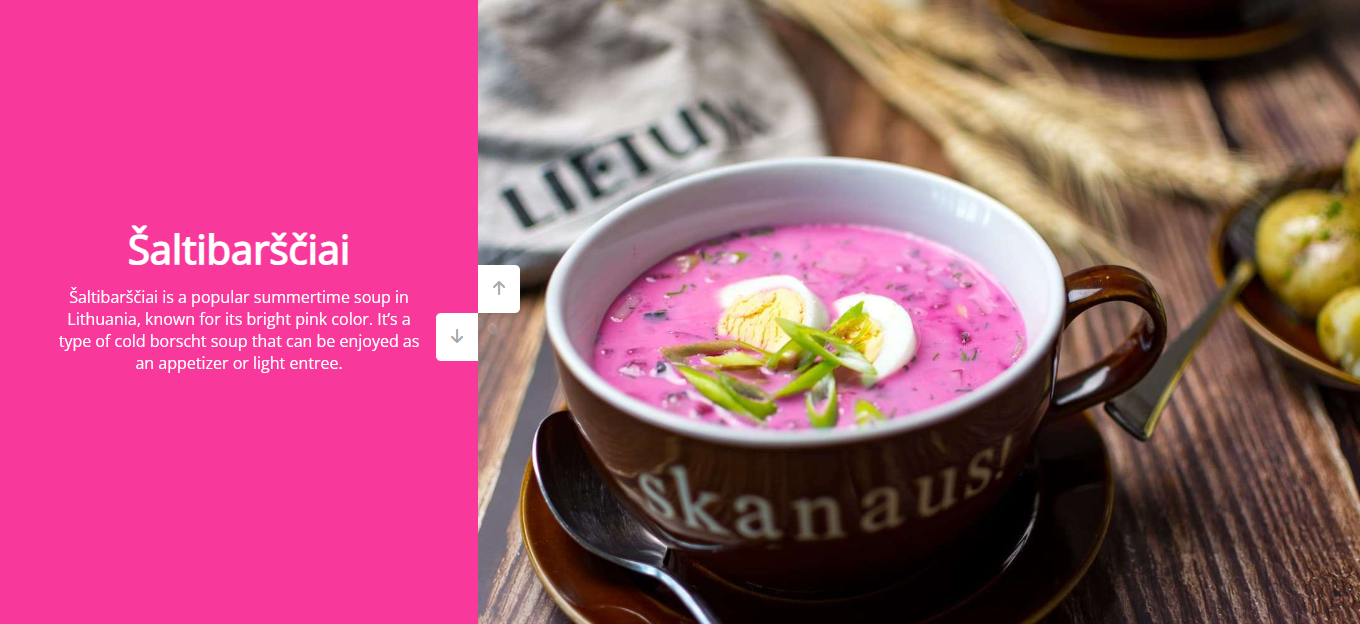 Šaltibarščiai
Šaltibarščiai is a popular summertime soup in
Lithuania, known for its bright pink color. It’s a
type of cold borscht soup that can be enjoyed as
an appetizer or light entree.
LIETUVA
skanaus!